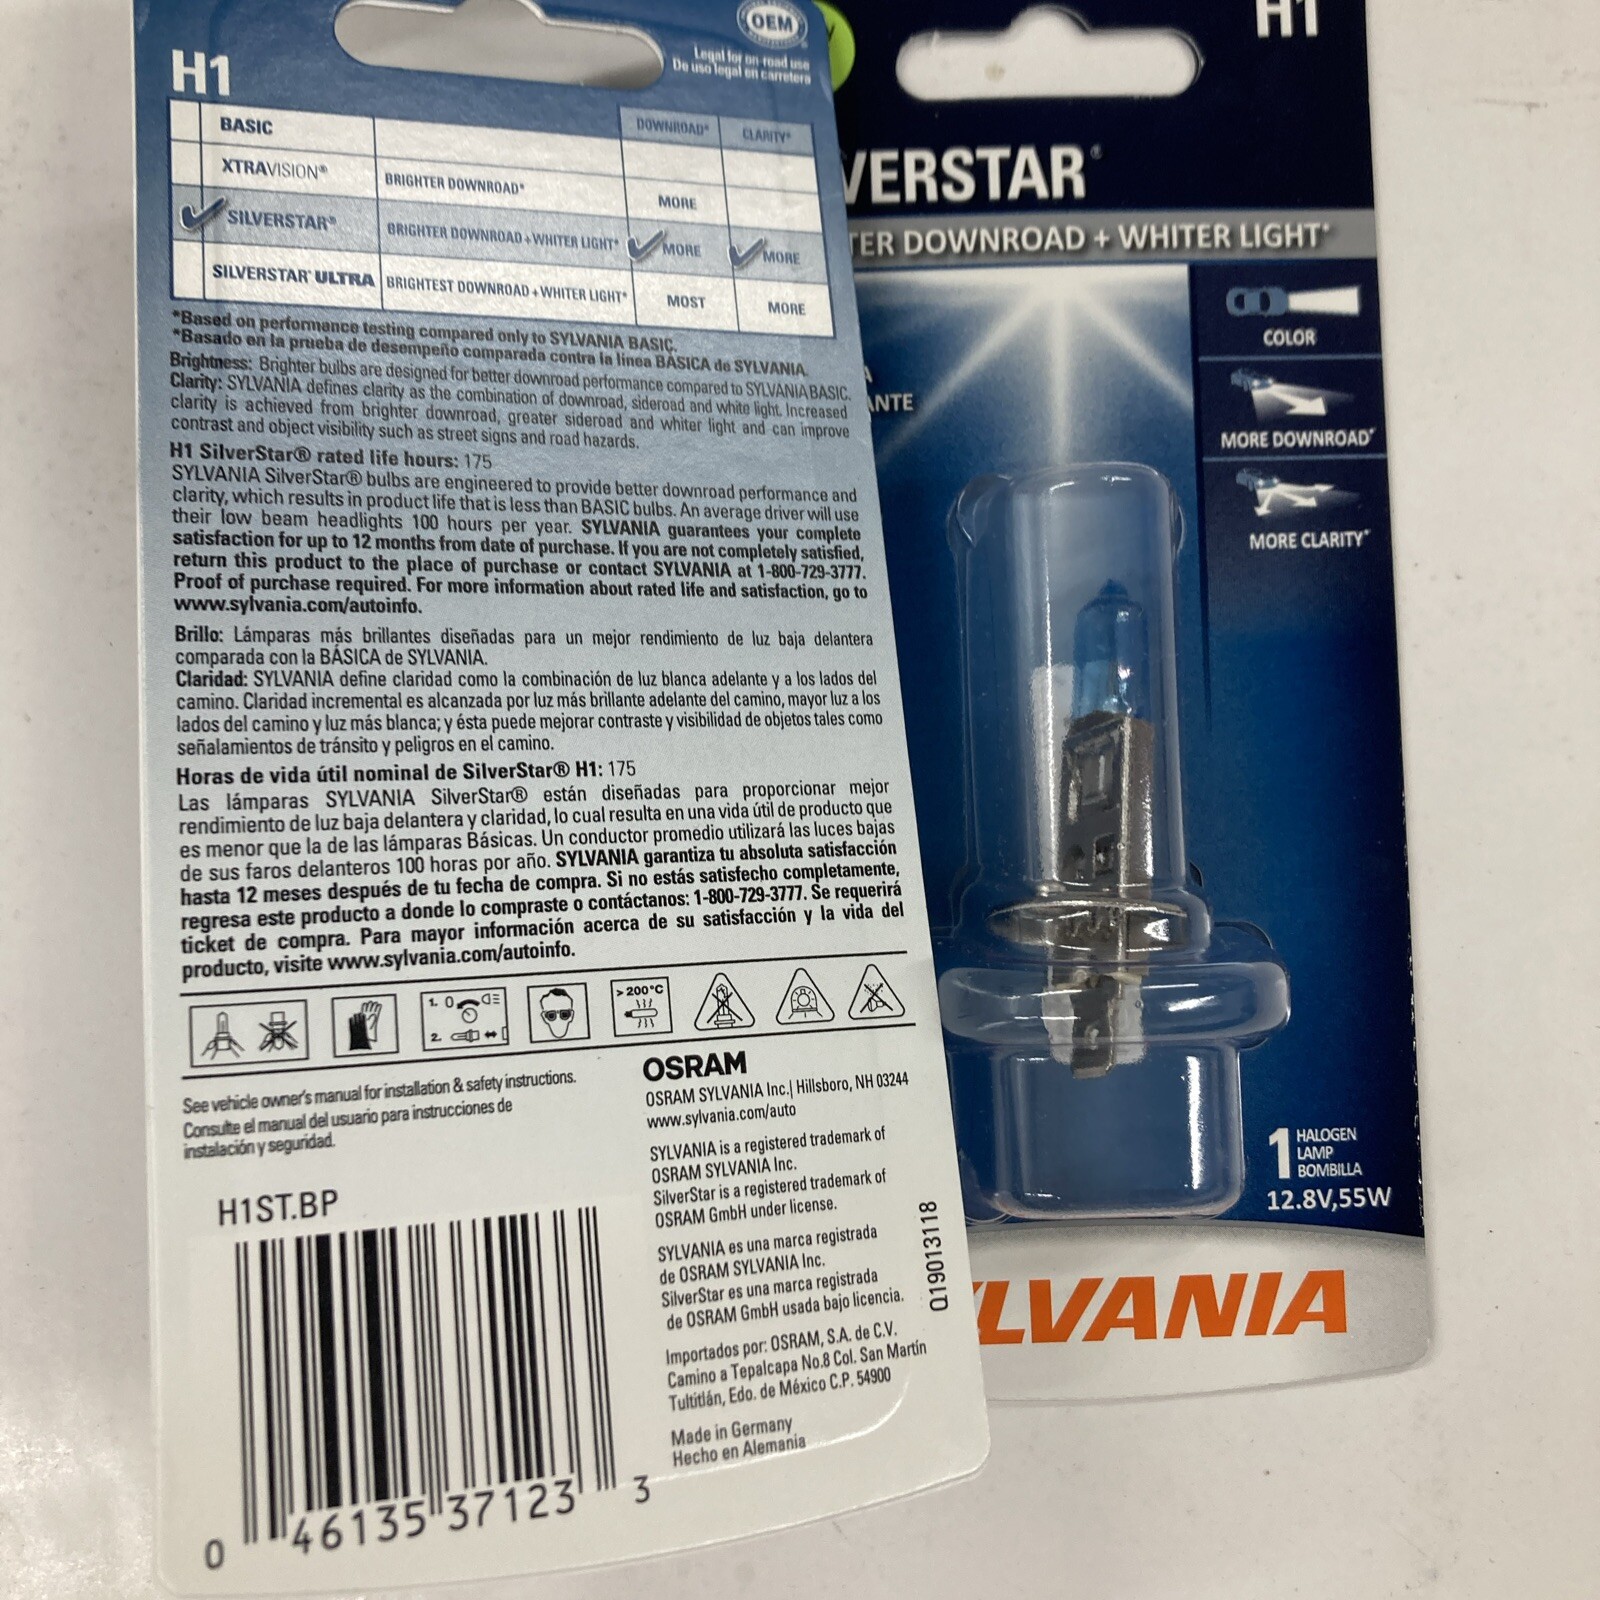 H1
OEM
Legal for on-road use
De uso legal en carretera
DOWNROAD* CLARITY*
BASIC
XTRAVISION® BRIGHTER DOWNROAD* MORE
SILVERSTAR® BRIGHTER DOWNROAD + WHITER LIGHT* MORE MORE
SILVERSTAR® ULTRA BRIGHTEST DOWNROAD + WHITER LIGHT* MOST MORE
*Based on performance testing compared only to SYLVANIA BASIC.
*Basado en la prueba de desempeño comparada contra la linea BÁSICA de SYLVANIA.
Brightness: Brighter bulbs are designed for better downroad performance compared to SYLVANIA BASIC.
Clarity: SYLVANIA defines clarity as the combination of downroad, sideroad and white light. Increased
clarity is achieved from brighter downroad, greater sideroad and whiter light and can improve
contrast and object visibility such as street signs and road hazards.
H1 SilverStar® rated life hours: 175
SYLVANIA SilverStar® bulbs are engineered to provide better downroad performance and
clarity, which results in product life that is less than BASIC bulbs. An average driver will use
their low beam headlights 100 hours per year. SYLVANIA guarantees your complete
satisfaction for up to 12 months from date of purchase. If you are not completely satisfied,
return this product to the place of purchase or contact SYLVANIA at 1-800-729-3777.
Proof of purchase required. For more information about rated life and satisfaction, go to
www.sylvania.com/autoinfo.
Brillo: Lámparas más brillantes diseñadas para un mejor rendimiento de luz baja delantera
comparada con la BÁSICA de SYLVANIA.
Claridad: SYLVANIA define claridad como la combinación de luz blanca adelante y a los lados del
camino. Claridad incremental es alcanzada por luz más brillante adelante del camino, mayor luz a los
lados del camino y luz más blanca; y ésta puede mejorar contraste y visibilidad de objetos tales como
señalamientos de tránsito y peligros en el camino.
Horas de vida útil nominal de SilverStar® H1: 175
Las lámparas SYLVANIA SilverStar® están diseñadas para proporcionar mejor
rendimiento de luz baja delantera y claridad, lo cual resulta en una vida útil de producto que
es menor que la de las lámparas Básicas. Un conductor promedio utilizará las luces bajas
de sus faros delanteros 100 horas por año. SYLVANIA garantiza tu absoluta satisfacción
hasta 12 meses después de tu fecha de compra. Si no estás satisfecho completamente,
regresa este producto a donde lo compraste o contáctanos: 1-800-729-3777. Se requerirá
ticket de compra. Para mayor información acerca de su satisfacción y la vida del
producto, visite www.sylvania.com/autoinfo.
1. 0
2.
> 200°C
See vehicle owner's manual for installation & safety instructions.
Consulte el manual del usuario para instrucciones de
instalación y seguridad.
H1ST.BP
0 46135 37123 3
OSRAM
OSRAM SYLVANIA Inc.| Hillsboro, NH 03244
www.sylvania.com/auto
SYLVANIA is a registered trademark of
OSRAM SYLVANIA Inc.
SilverStar is a registered trademark of
OSRAM GmbH under license.
SYLVANIA es una marca registrada
de OSRAM SYLVANIA Inc.
SilverStar es una marca registrada
de OSRAM GmbH usada bajo licencia.
Importados por: OSRAM, S.A. de C.V.
Camino a Tepalcapa No.8 Col. San Martín
Tultitlán, Edo. de México C.P. 54900
Made in Germany
Hecho en Alemania
Q19013118
H1
VERSTAR®
TER DOWNROAD + WHITER LIGHT*
A
ANTE
COLOR
MORE DOWNROAD*
MORE CLARITY*
1 HALOGEN
LAMP
BOMBILLA
12.8V,55W
LVANIA